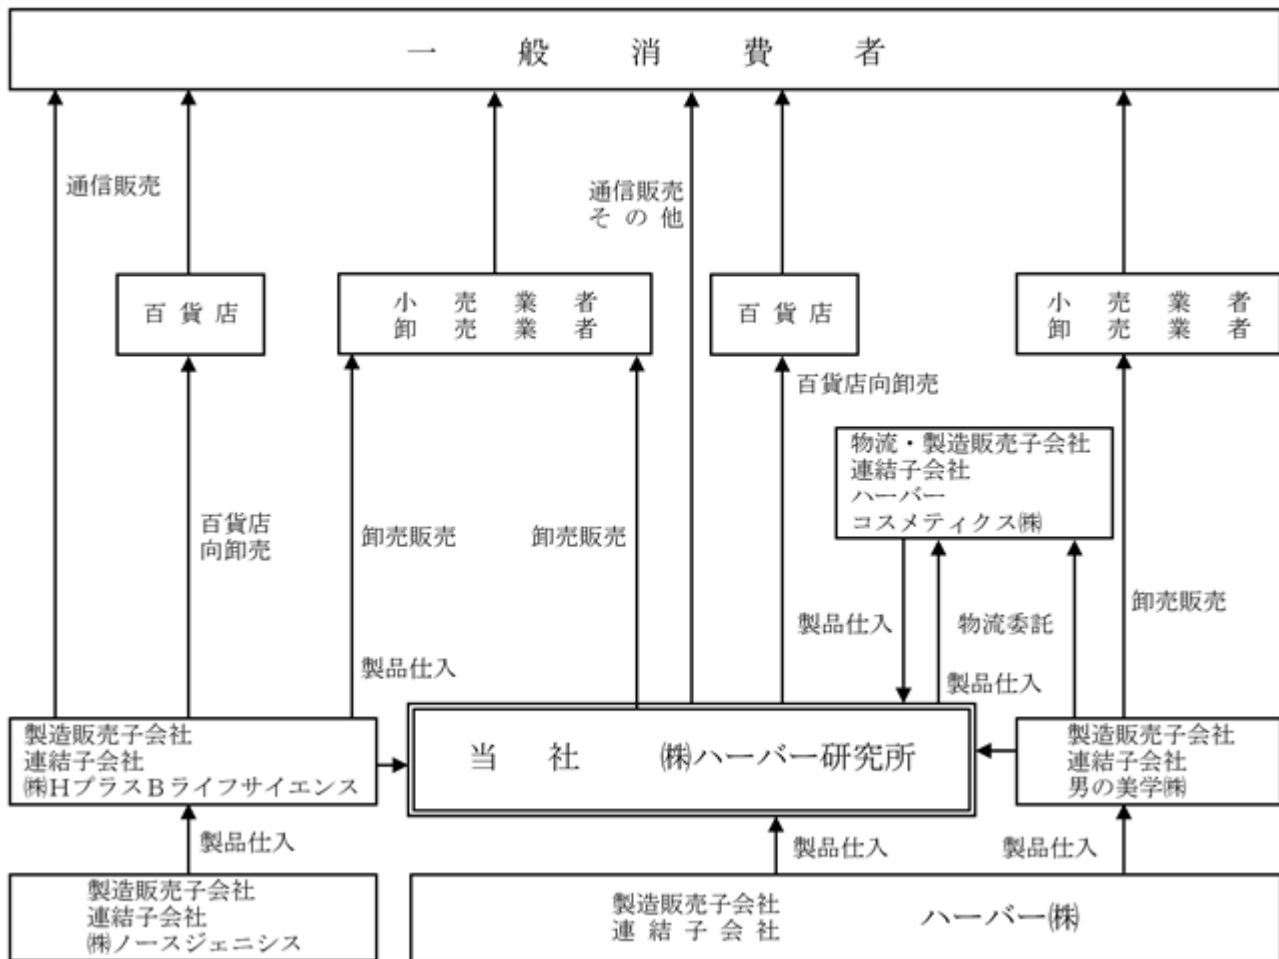 一般消費者
通信販売
通信販売
その他
百貨店
小売業者
卸売業者
百貨店
小売業者
卸売業者
百貨店向卸売
物流・製造販売子会社
連結子会社
ハーバー
コスメティクス㈱
百貨店
向卸売
卸売販売
卸売販売
製品仕入
物流委託
卸売販売
製品仕入
製品仕入
製造販売子会社
連結子会社
㈱HプラスBライフサイエンス
当社 ㈱ハーバー研究所
製造販売子会社
連結子会社
男の美学㈱
製品仕入
製品仕入
製品仕入
製造販売子会社
連結子会社
㈱ノースジェニシス
製造販売子会社
連結子会社
ハーバー㈱